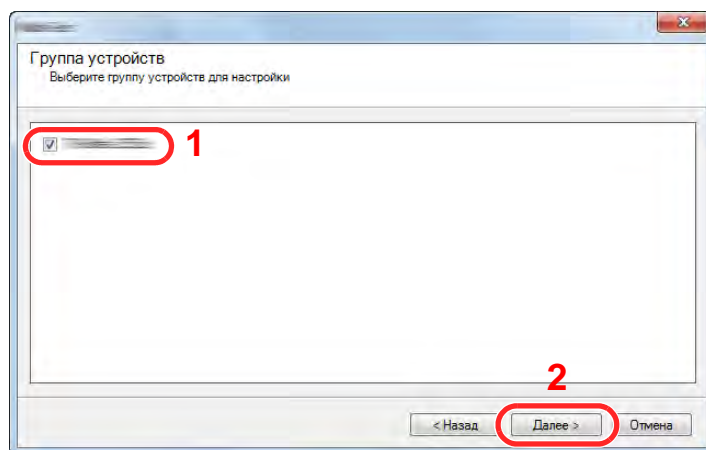 Группа устройств
Выберите группу устройств для настройки
1
2
< Назад Далее > Отмена